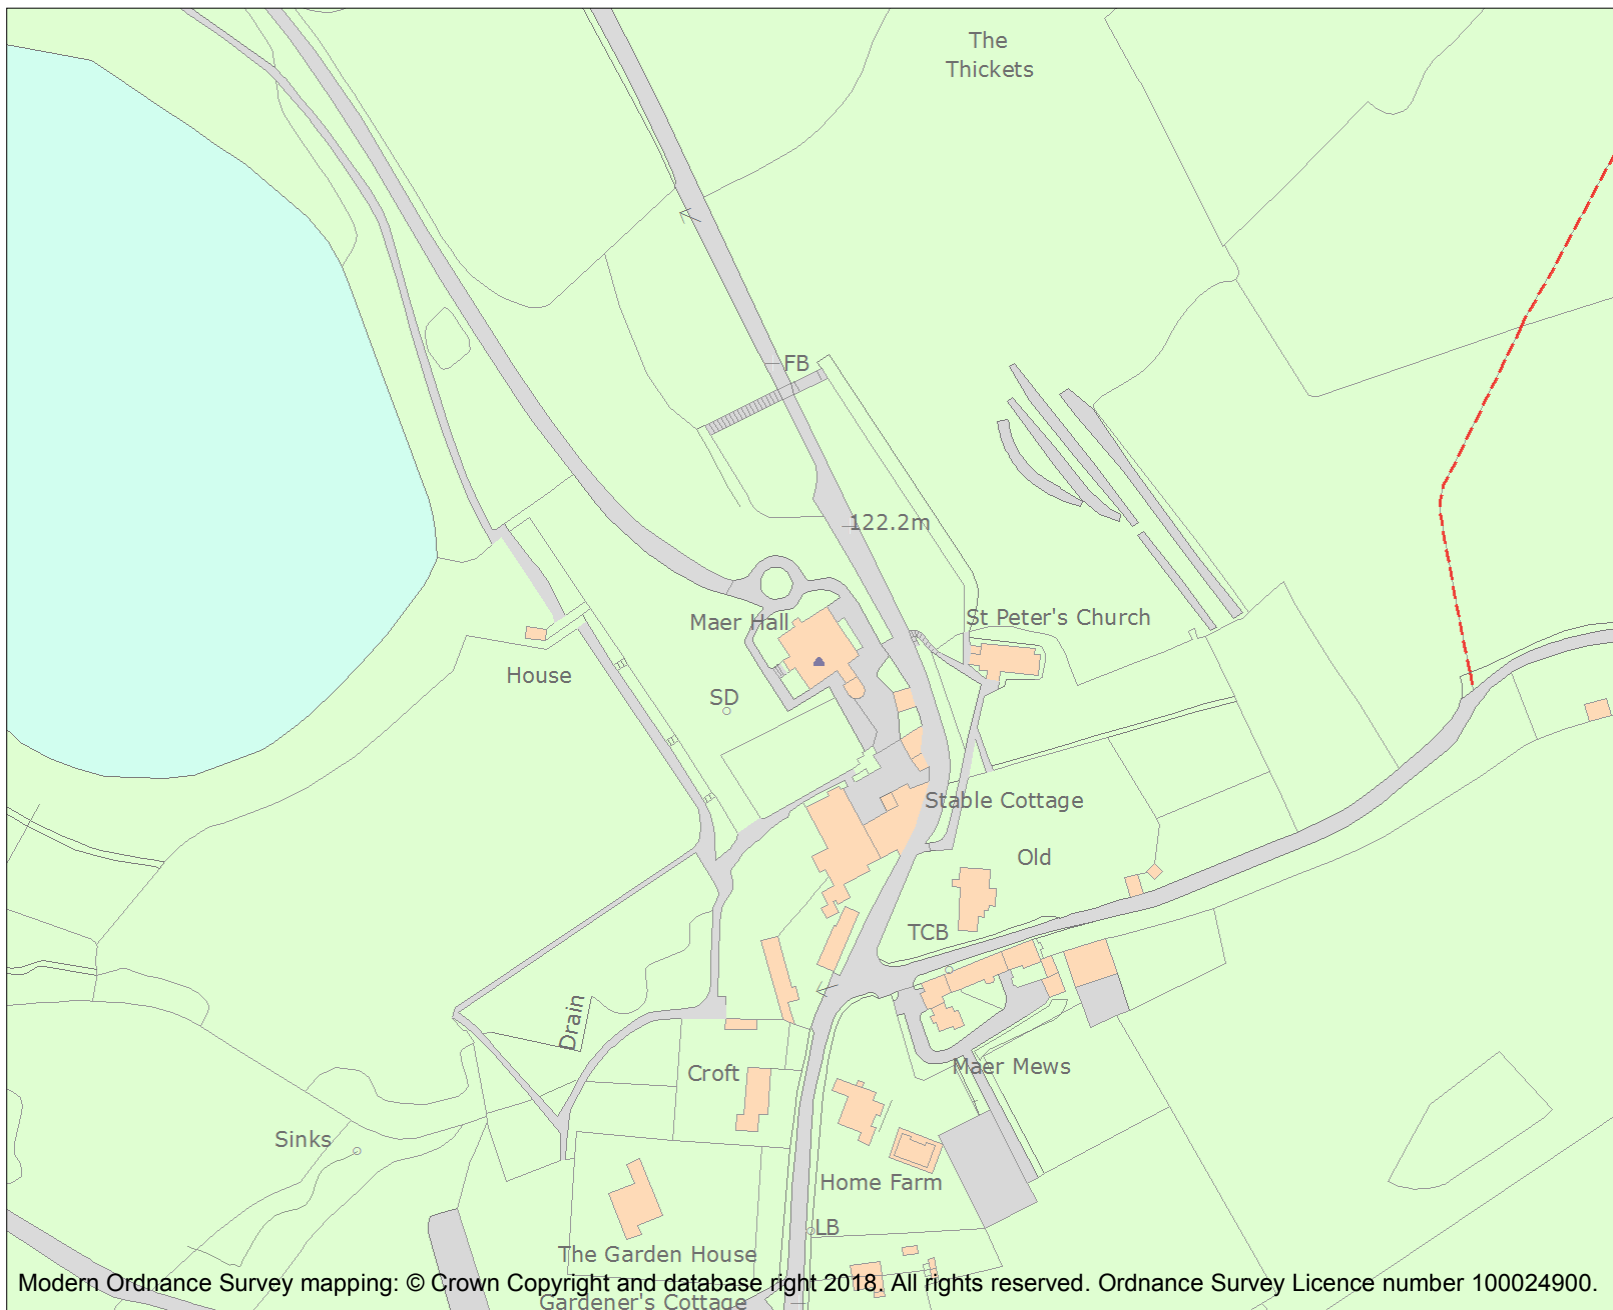 The
Thickets
FB
122.2m
Maer Hall
St Peter's Church
House
SD
Stable Cottage
Old
TCB
Drain
Croft
Maer Mews
Sinks
Home Farm
LB
The Garden House
Modern Ordnance Survey mapping: © Crown Copyright and database right 2018. All rights reserved. Ordnance Survey Licence number 100024900.
Gardener's Cottage